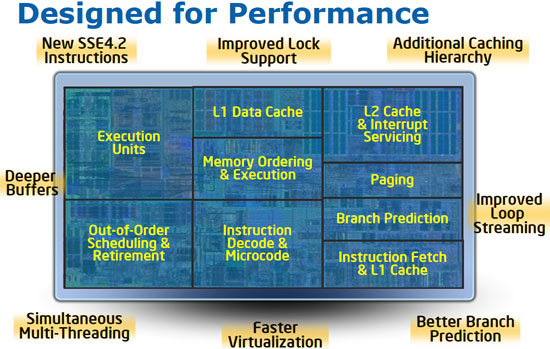 Designed for Performance
New SSE4.2
Instructions
Improved Lock
Support
Additional Caching
Hierarchy
L1 Data Cache
L2 Cache
& Interrupt
Servicing
Execution
Units
Memory Ordering
& Execution
Paging
Deeper
Buffers
Improved
Loop
Streaming
Branch Prediction
Out-of-Order
Scheduling &
Retirement
Instruction
Decode &
Microcode
Instruction Fetch
& L1 Cache
Simultaneous
Multi-Threading
Faster
Virtualization
Better Branch
Prediction